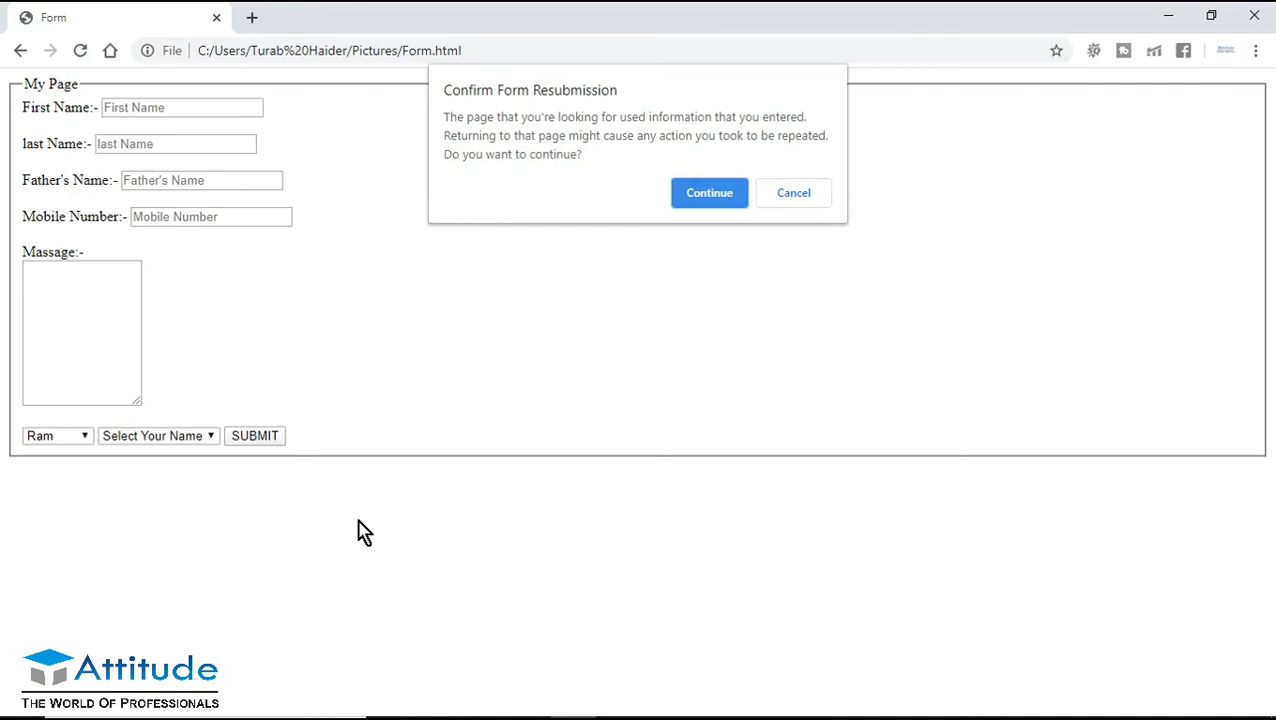 Form
File
C:/Users/Turab%20Haider/Pictures/Form.html
Confirm Form Resubmission
The page that you're looking for used information that you entered.
Returning to that page might cause any action you took to be repeated.
Do you want to continue?
Continue Cancel
My Page
First Name:- First Name
last Name:- last Name
Father's Name:- Father's Name
Mobile Number:- Mobile Number
Massage:-
Ram Select Your Name SUBMIT
Attitude
THE WORLD OF PROFESSIONALS